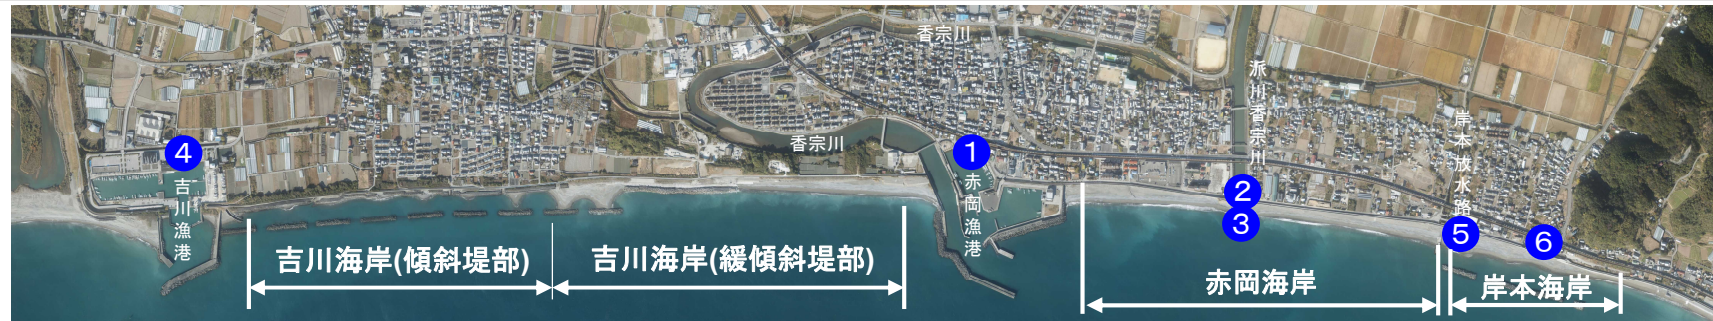 香宗川
派川香宗川
岸本放水路
香宗川
④
吉川漁港
①
赤岡漁港
②
③
⑤
⑥
吉川海岸(傾斜堤部)
吉川海岸(緩傾斜堤部)
赤岡海岸
岸本海岸